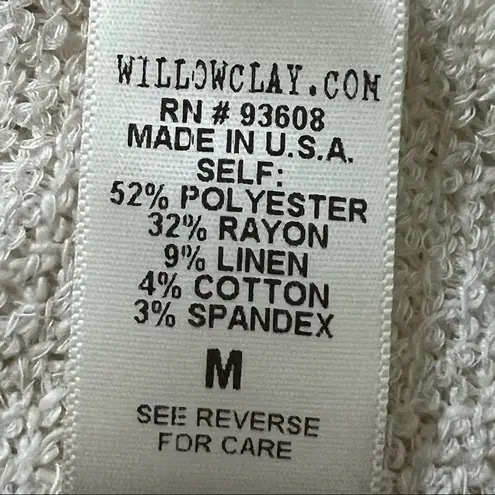 WILLOWCLAY.COM
RN # 93608
MADE IN U.S.A.
SELF:
52% POLYESTER
32% RAYON
9% LINEN
4% COTTON
3% SPANDEX
M
SEE REVERSE
FOR CARE